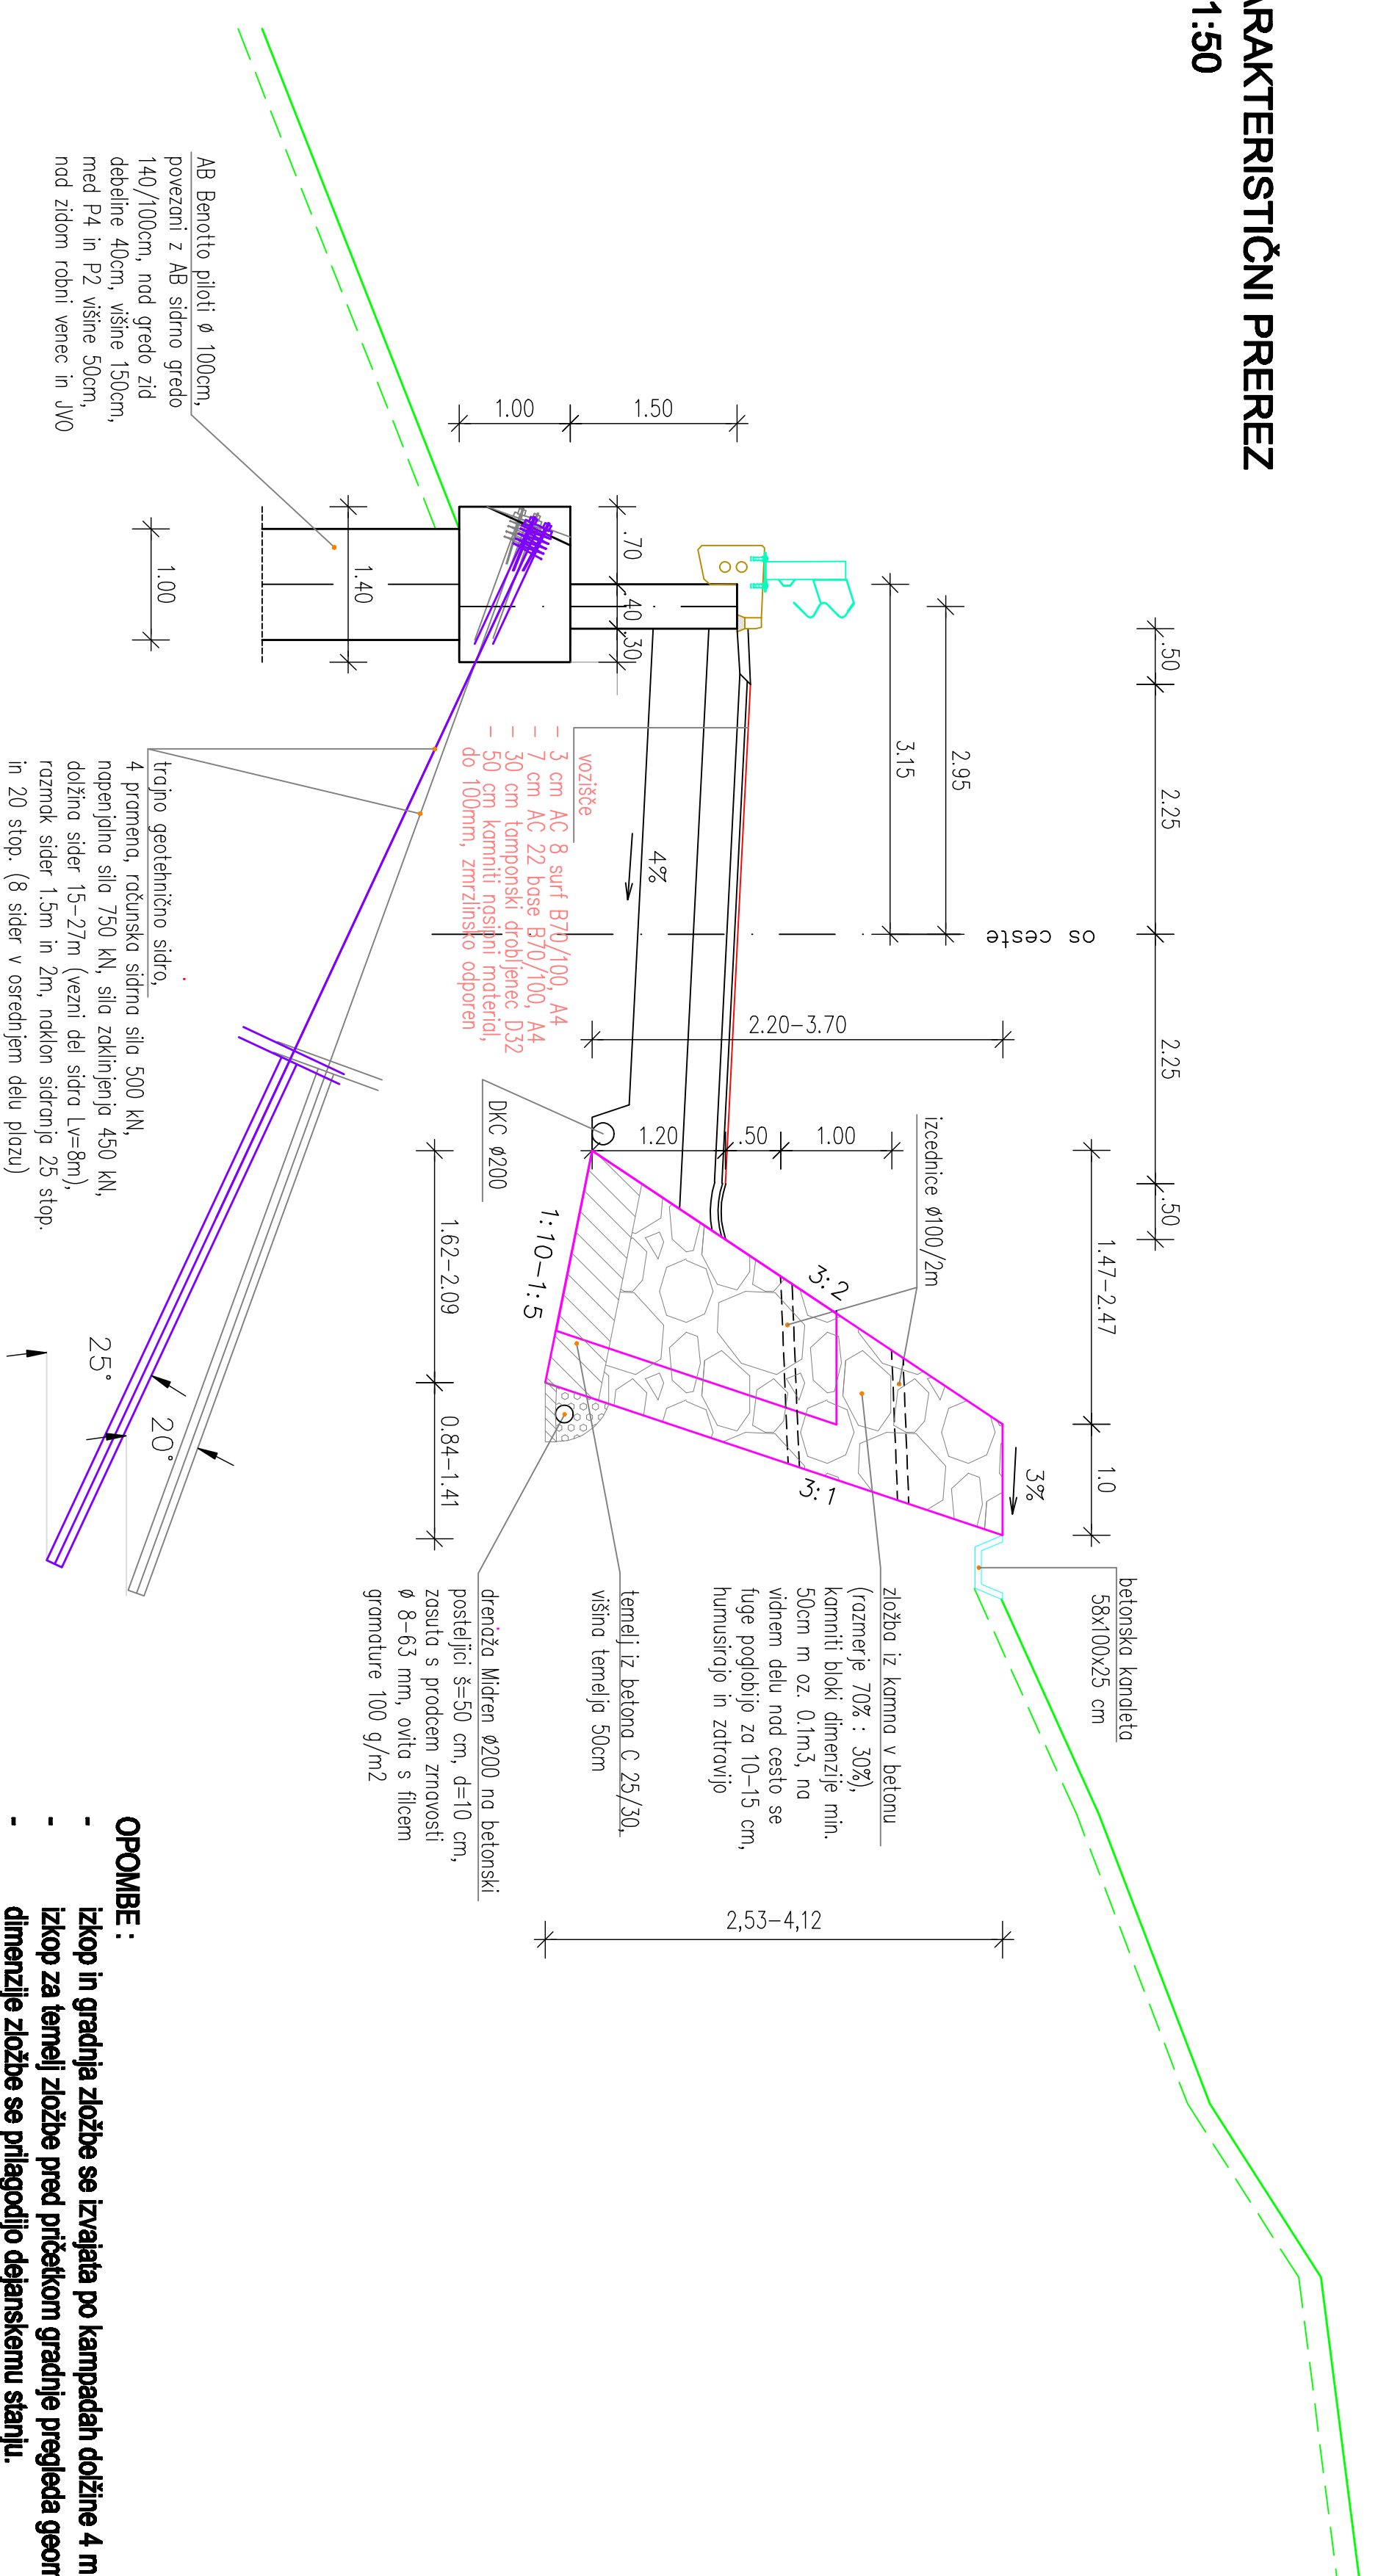 ARAKTERISTIČNI PREREZ
1:50
.50
2.25
2.25
.50
2.95
3.15
os ceste
1.47-2.47
1.0
1.00
1.50
.70
.40
.30
1.40
1.00
4%
2.20-3.70
1.20
.50
1.00
izcednice ø100/2m
3:2
3:1
3%
1:10-1:5
DKC ø200
1.62-2.09
0.84-1.41
2,53-4,12
25°
20°
betonska kanaleta
58x100x25 cm
vozišče
- 3 cm AC 8 surf B70/100, A4
- 7 cm AC 22 base B70/100, A4
- 30 cm tamponski drobljenec D32
- 50 cm kamniti nasipni material,
do 100mm, zmrzlinsko odporen
AB Benotto piloti ø 100cm,
povezani z AB sidrno gredo
140/100cm, nad gredo zid
debeline 40cm, višine 150cm,
med P4 in P2 višine 50cm,
nad zidom robni venec in JVO
trajno geotehnično sidro,
4 pramena, računska sidrna sila 500 kN,
napenjalna sila 750 kN, sila zaklinjenja 450 kN,
dolžina sider 15-27m (vezni del sidra Lv=8m),
razmak sider 1.5m in 2m, naklon sidranja 25 stop.
in 20 stop. (8 sider v osrednjem delu plazu)
zložba iz kamna v betonu
(razmerje 70% : 30%),
kamniti bloki dimenzije min.
50cm m oz. 0.1m3, na
vidnem delu nad cesto se
fuge poglobijo za 10-15 cm,
humusirajo in zatravijo
temelj iz betona C 25/30,
višina temelja 50cm
drenaža Midren ø200 na betonski
posteljici š=50 cm, d=10 cm,
zasuta s prodcem zrnavosti
ø 8-63 mm, ovita s filcem
gramature 100 g/m2
OPOMBE :
- izkop in gradnja zložbe se izvajata po kampadah dolžine 4 m
- izkop za temelj zložbe pred pričetkom gradnje pregleda geom
- dimenzije zložbe se prilagodijo dejanskemu stanju.